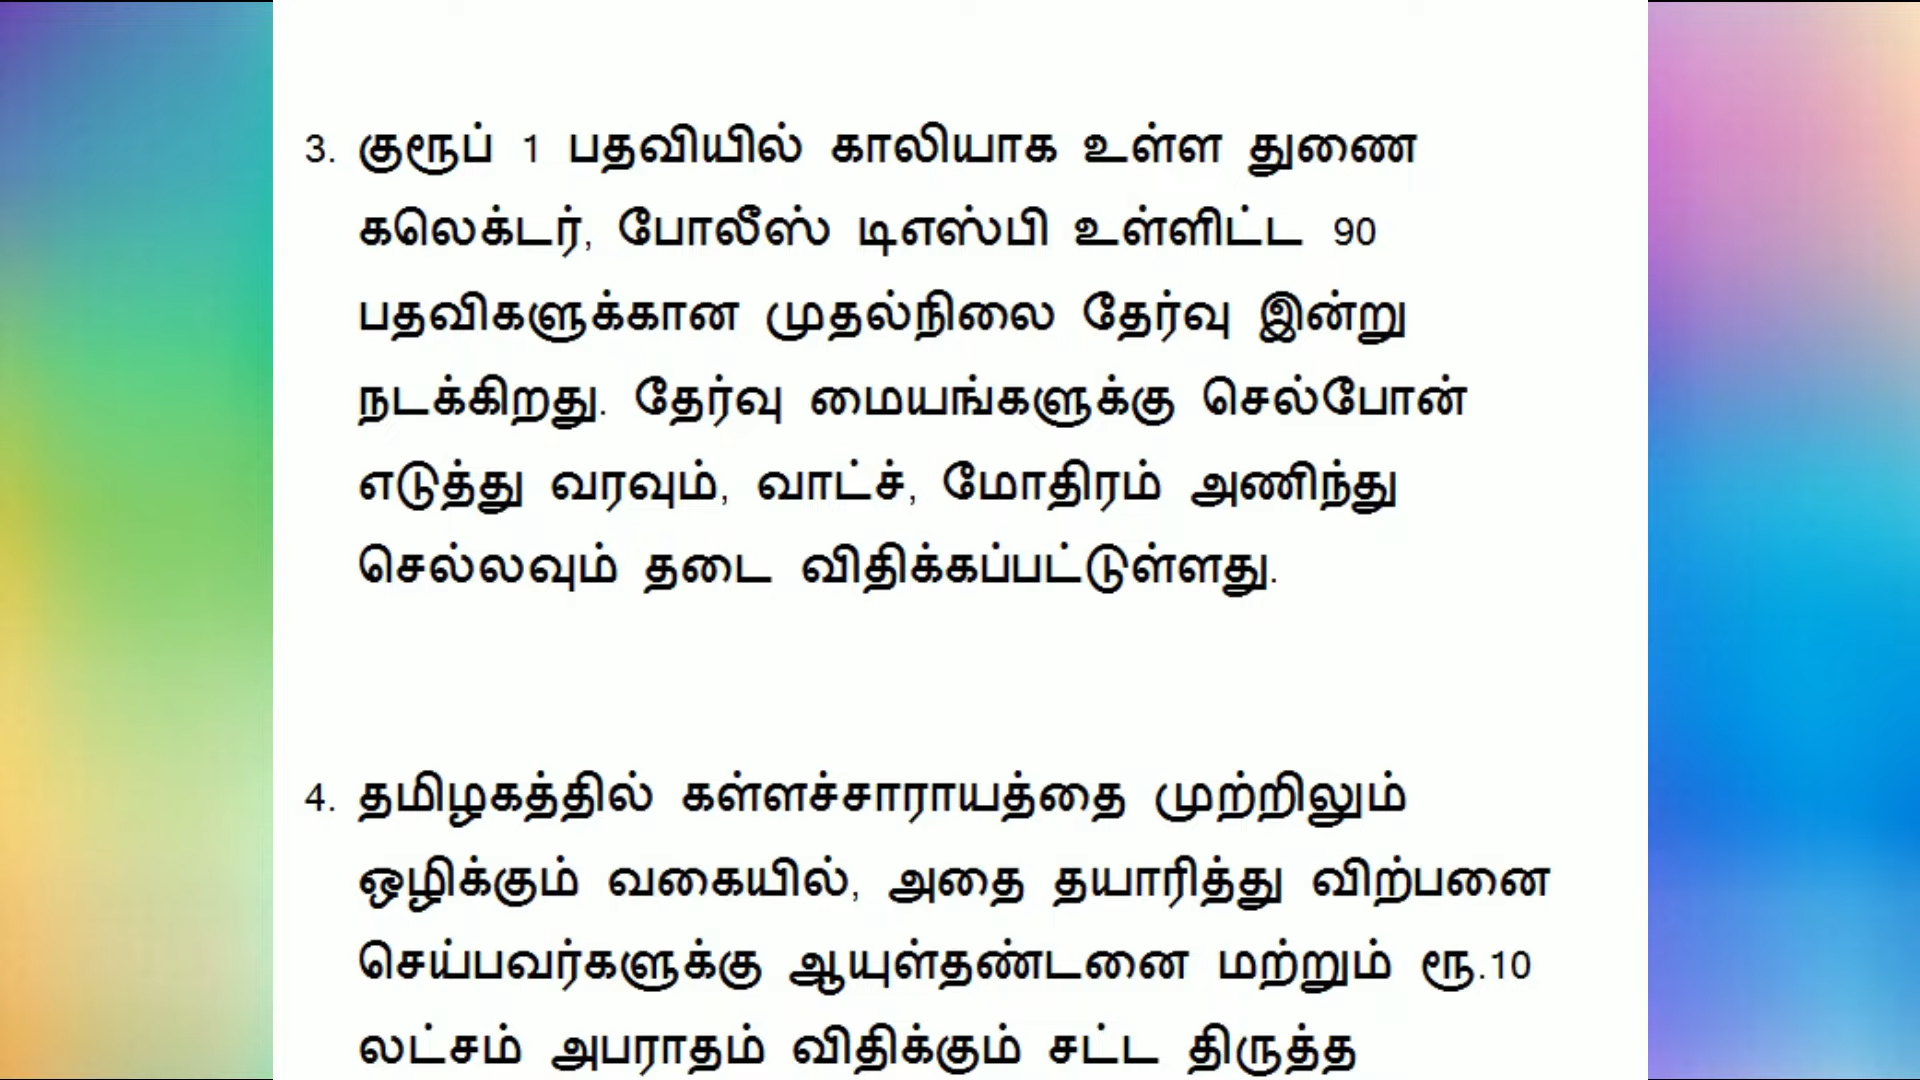 3. குரூப் 1 பதவியில் காலியாக உள்ள துணை
கலெக்டர், போலீஸ் டிஎஸ்பி உள்ளிட்ட 90
பதவிகளுக்கான முதல்நிலை தேர்வு இன்று
நடக்கிறது. தேர்வு மையங்களுக்கு செல்போன்
எடுத்து வரவும், வாட்ச், மோதிரம் அணிந்து
செல்லவும் தடை விதிக்கப்பட்டுள்ளது.
4. தமிழகத்தில் கள்ளச்சாராயத்தை முற்றிலும்
ஒழிக்கும் வகையில், அதை தயாரித்து விற்பனை
செய்பவர்களுக்கு ஆயுள்தண்டனை மற்றும் ரூ.10
லட்சம் அபராதம் விதிக்கும் சட்ட திருத்த